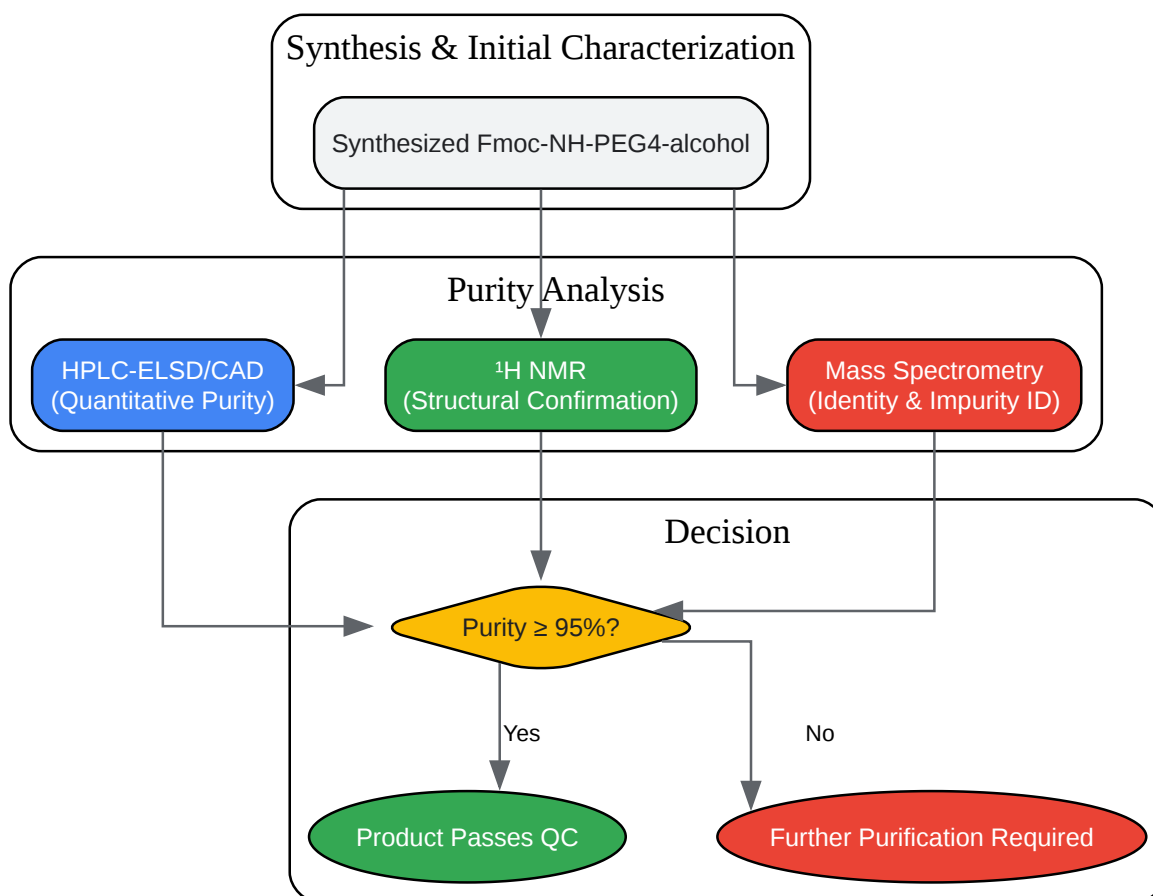 Synthesis & Initial Characterization
Synthesized Fmoc-NH-PEG4-alcohol
Purity Analysis
HPLC-ELSD/CAD
(Quantitative Purity)
¹H NMR
(Structural Confirmation)
Mass Spectrometry
(Identity & Impurity ID)
Decision
Purity ≥ 95%?
Yes
No
Product Passes QC
Further Purification Required